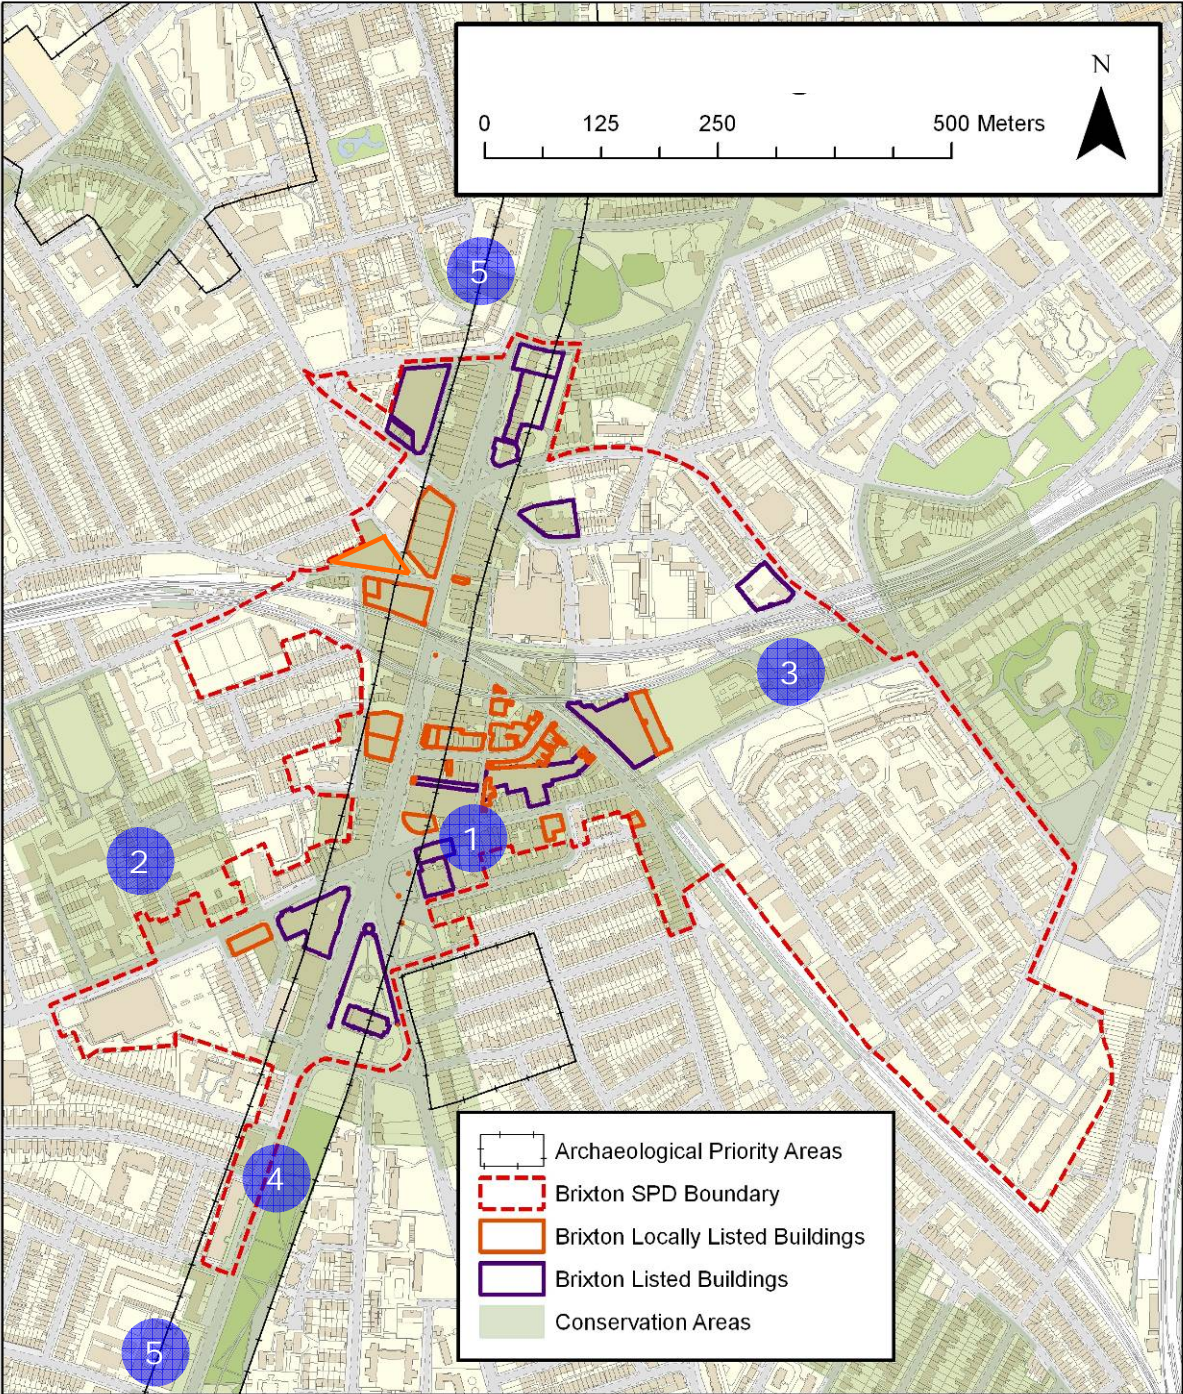 N
0 125 250 500 Meters
5
3
1
2
4
5
Archaeological Priority Areas
Brixton SPD Boundary
Brixton Locally Listed Buildings
Brixton Listed Buildings
Conservation Areas